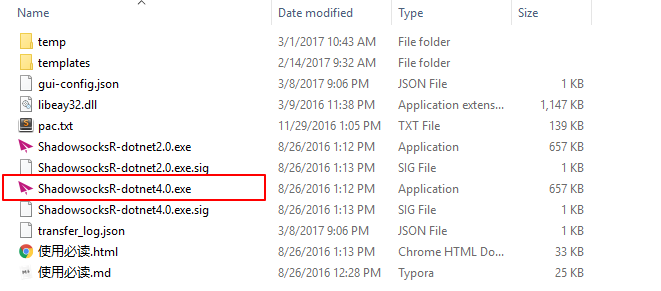 Name Date modified Type Size
temp 3/1/2017 10:43 AM File folder
templates 2/14/2017 9:32 AM File folder
gui-config.json 3/8/2017 9:06 PM JSON File 1 KB
libeay32.dll 3/9/2016 11:38 PM Application extens... 1,147 KB
pac.txt 11/29/2016 1:05 PM TXT File 139 KB
ShadowsocksR-dotnet2.0.exe 8/26/2016 1:12 PM Application 657 KB
ShadowsocksR-dotnet2.0.exe.sig 8/26/2016 1:13 PM SIG File 1 KB
ShadowsocksR-dotnet4.0.exe 8/26/2016 1:12 PM Application 657 KB
ShadowsocksR-dotnet4.0.exe.sig 8/26/2016 1:13 PM SIG File 1 KB
transfer_log.json 3/8/2017 9:06 PM JSON File 1 KB
使用必读.html 8/26/2016 1:13 PM Chrome HTML Do... 33 KB
使用必读.md 8/26/2016 12:28 PM Typora 25 KB